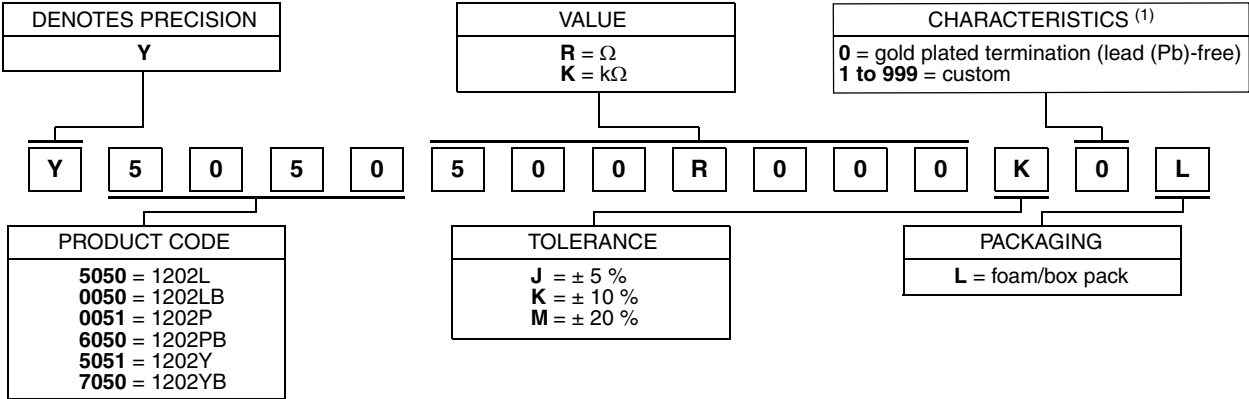 DENOTES PRECISION
Y
VALUE
R = Ω
K = kΩ
CHARACTERISTICS (1)
0 = gold plated termination (lead (Pb)-free)
1 to 999 = custom
Y 5 0 5 0 5 0 0 R 0 0 0 K 0 L
PRODUCT CODE
5050 = 1202L
0050 = 1202LB
0051 = 1202P
6050 = 1202PB
5051 = 1202Y
7050 = 1202YB
TOLERANCE
J = ± 5 %
K = ± 10 %
M = ± 20 %
PACKAGING
L = foam/box pack